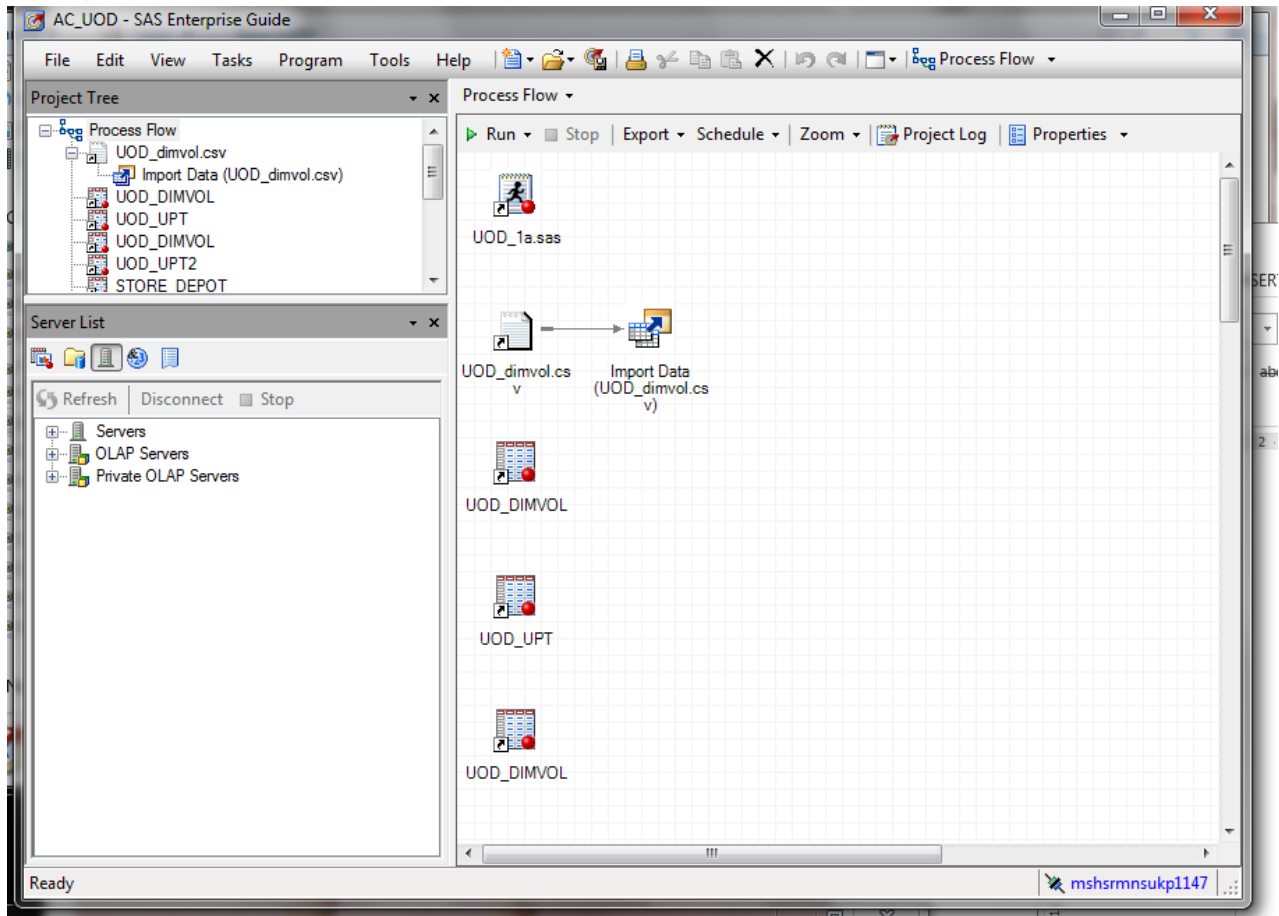 AC_UOD - SAS Enterprise Guide
File Edit View Tasks Program Tools Help Process Flow
Project Tree
Process Flow
UOD_dimvol.csv
Import Data (UOD_dimvol.csv)
UOD_DIMVOL
UOD_UPT
UOD_DIMVOL
UOD_UPT2
STORE_DEPOT
Server List
Refresh Disconnect Stop
Servers
OLAP Servers
Private OLAP Servers
Process Flow
Run Stop Export Schedule Zoom Project Log Properties
UOD_1a.sas
UOD_dimvol.cs
v
Import Data
(UOD_dimvol.cs
v)
UOD_DIMVOL
UOD_UPT
UOD_DIMVOL
Ready
mshsrmnsukp1147
2